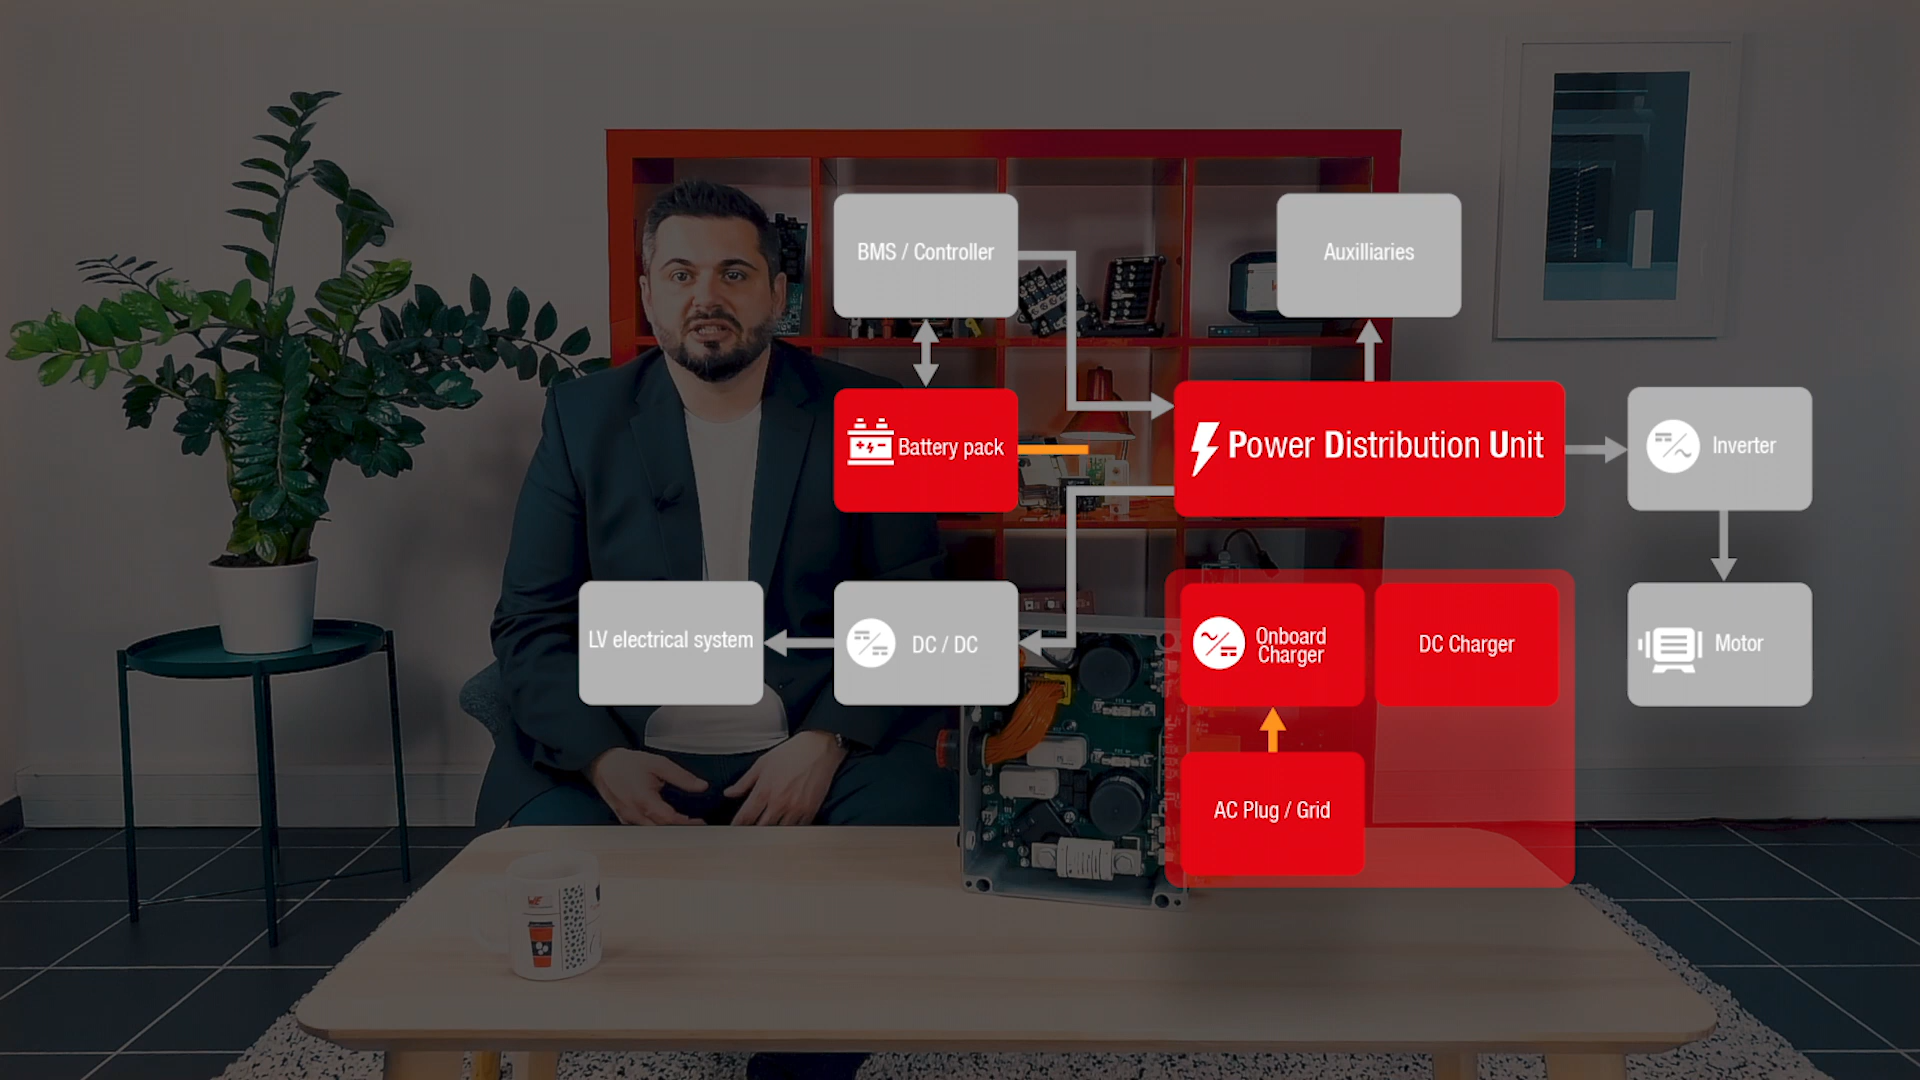 BMS / Controller
Auxilliaries
Battery pack
Power Distribution Unit
Inverter
LV electrical system
DC / DC
Onboard
Charger
DC Charger
Motor
AC Plug / Grid